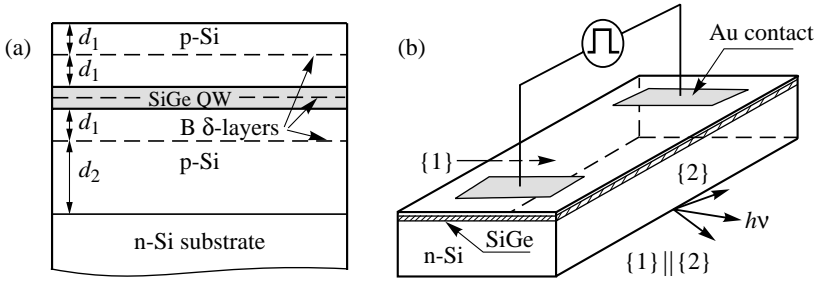 (a)
d1
p-Si
d1
SiGe QW
d1
B δ-layers
d2
p-Si
n-Si substrate
(b)
Au contact
{1}
{2}
hν
SiGe
n-Si
{1}||{2}